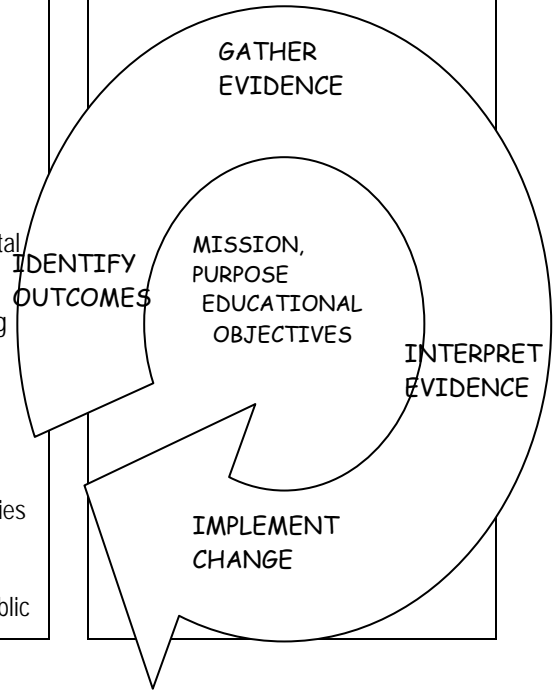 GATHER
EVIDENCE
IDENTIFY
OUTCOMES
MISSION,
PURPOSE
EDUCATIONAL
OBJECTIVES
INTERPRET
EVIDENCE
IMPLEMENT
CHANGE